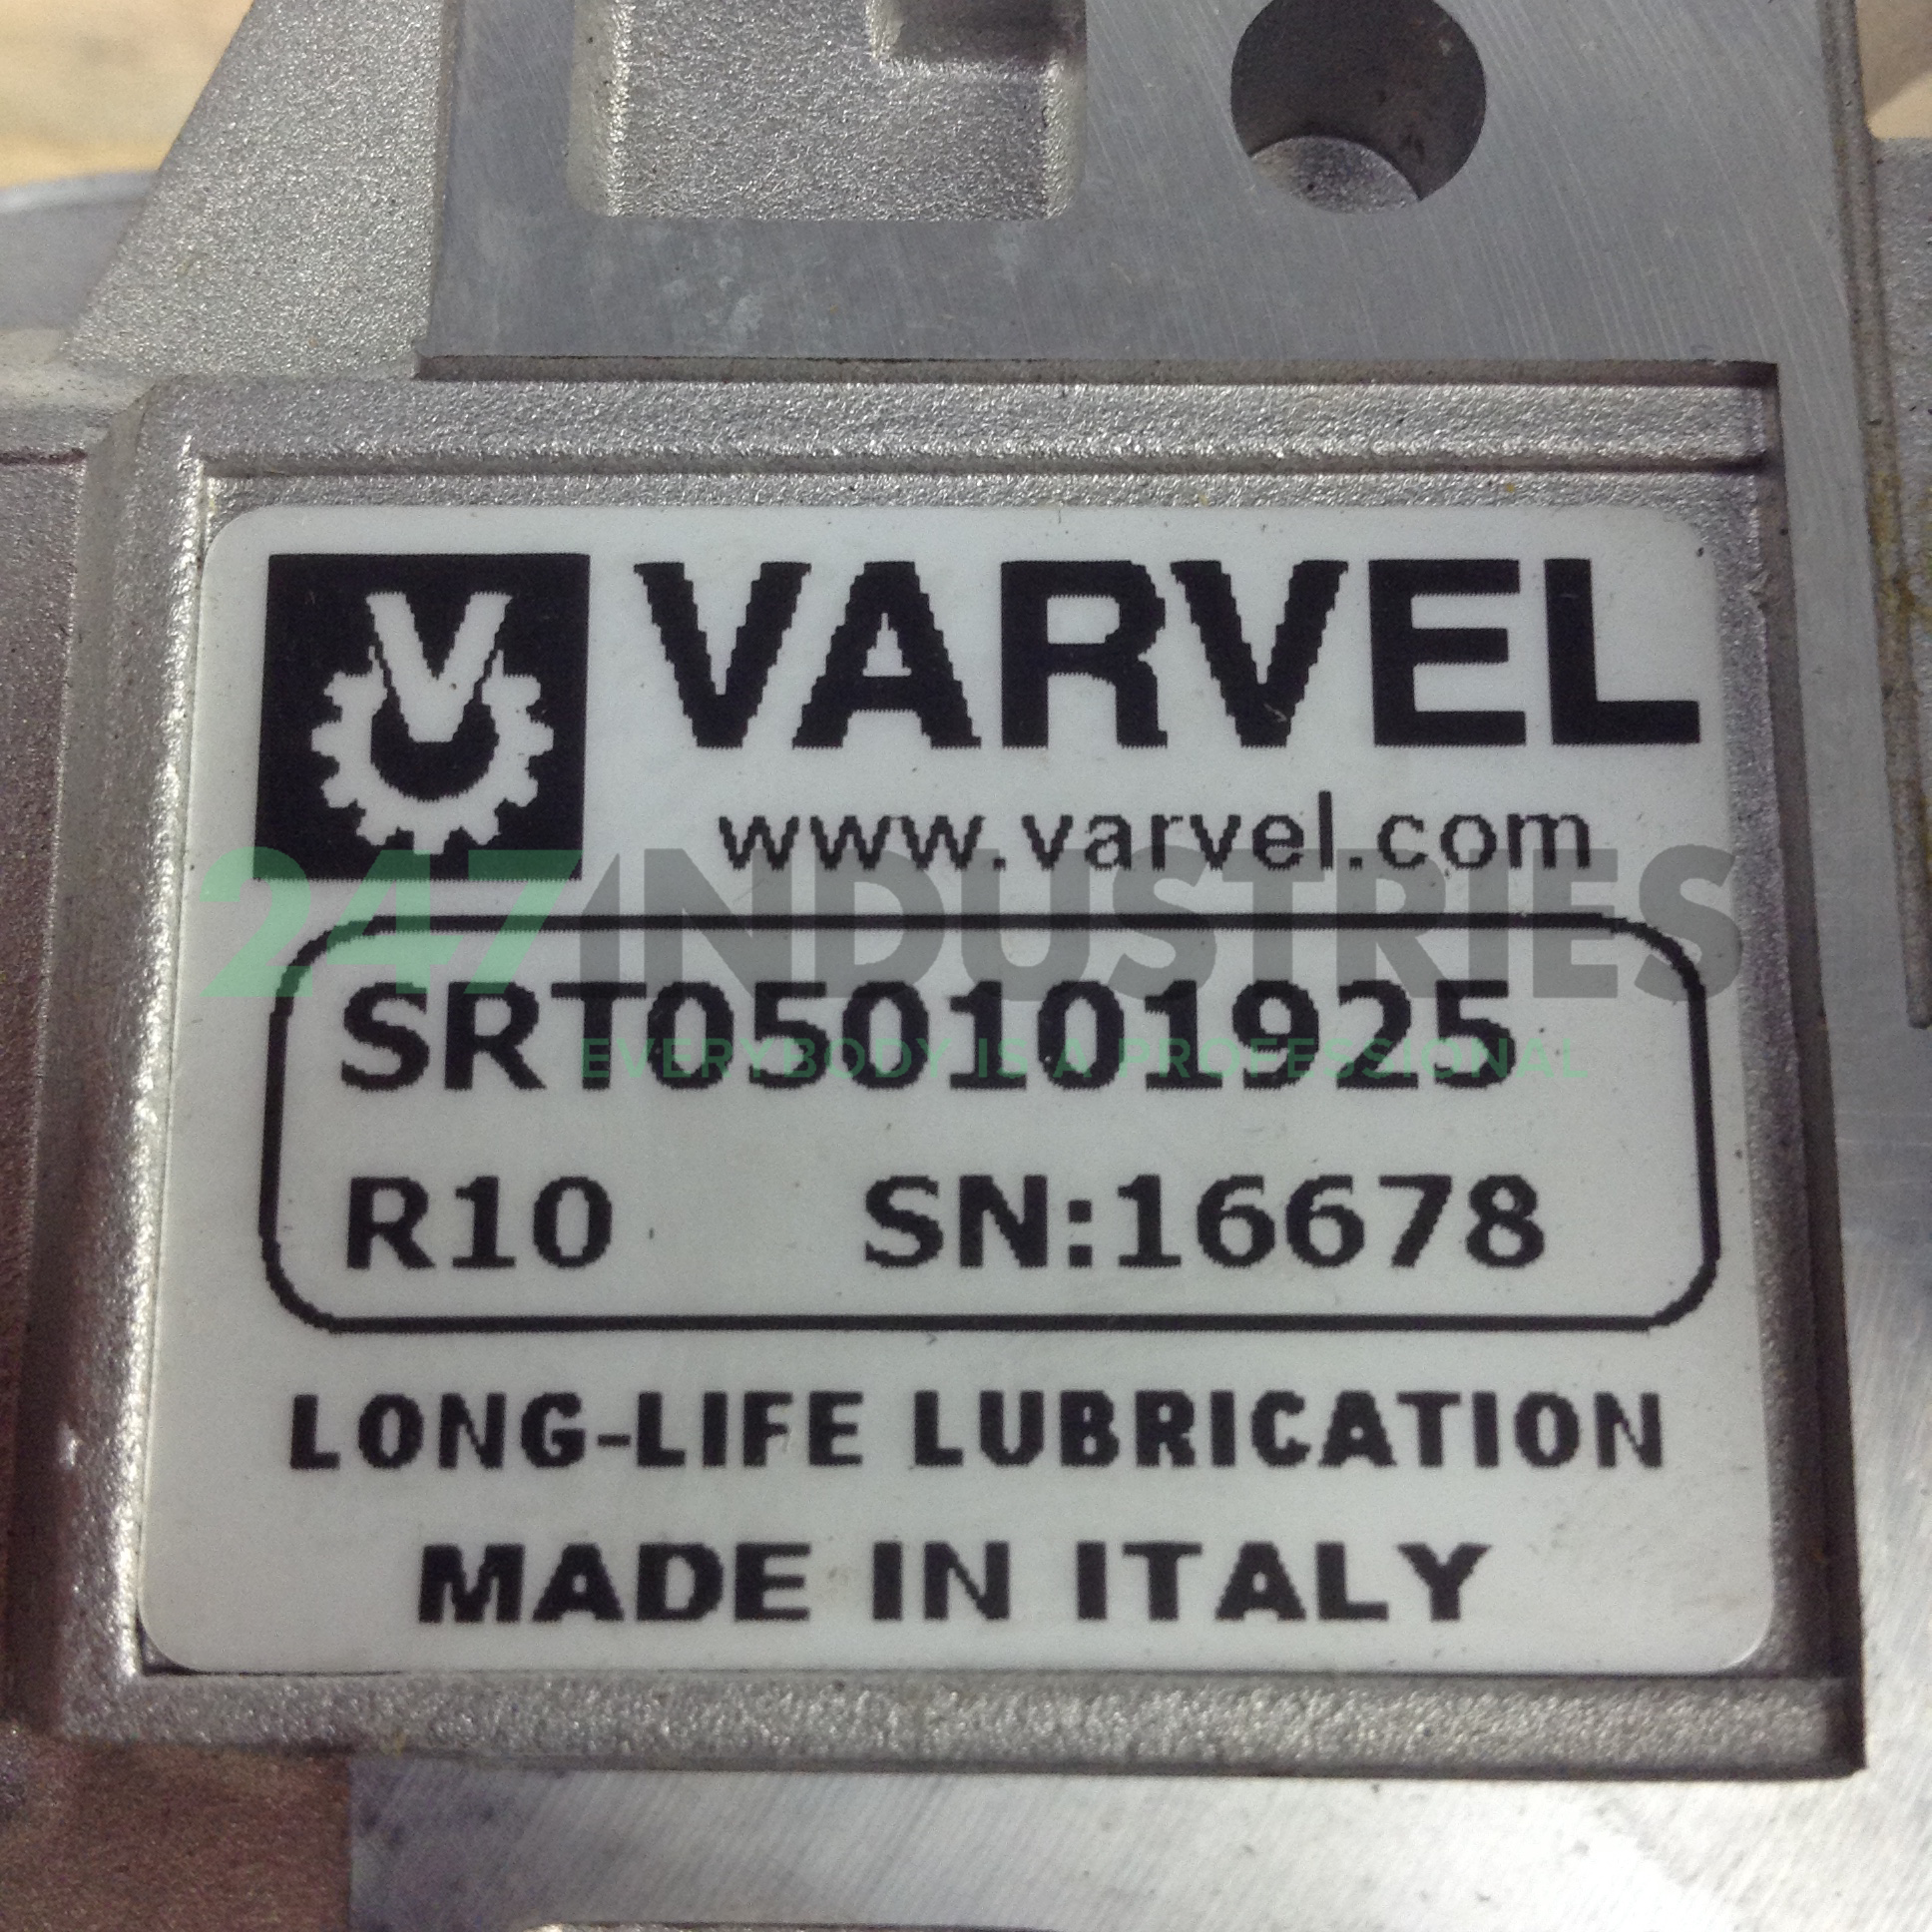 V VARVEL
www.varvel.com
247INDUSTRIES
SRT050101925
EVERYBODY IS A PROFESSIONAL
R10 SN:16678
LONG-LIFE LUBRICATION
MADE IN ITALY